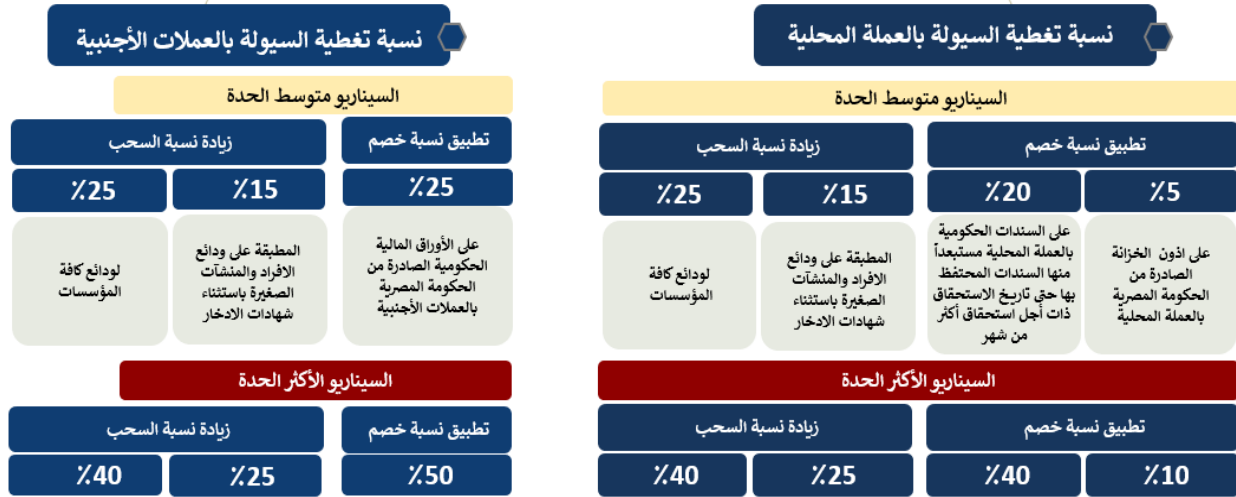 نسبة تغطية السيولة بالعملة المحلية
السيناريو متوسط الحدة
تطبيق نسبة خصم
زيادة نسبة السحب
٪5
٪20
٪15
٪25
على اذون الخزانة
الصادرة من
الحكومة المصرية
بالعملة المحلية
على السندات الحكومية
بالعملة المحلية مستبعداً
منها السندات المحتفظ
بها حتى تاريخ الاستحقاق
ذات أجل استحقاق أكثر
من شهر
المطبقة على ودائع
الافراد والمنشآت
الصغيرة باستثناء
شهادات الادخار
لودائع كافة
المؤسسات
السيناريو الأكثر الحدة
تطبيق نسبة خصم
زيادة نسبة السحب
٪10
٪40
٪25
٪40
نسبة تغطية السيولة بالعملات الأجنبية
السيناريو متوسط الحدة
تطبيق نسبة خصم
زيادة نسبة السحب
٪25
٪15
٪25
على الأوراق المالية
الحكومية الصادرة من
الحكومة المصرية
بالعملات الأجنبية
المطبقة على ودائع
الافراد والمنشآت
الصغيرة باستثناء
شهادات الادخار
لودائع كافة
المؤسسات
السيناريو الأكثر الحدة
تطبيق نسبة خصم
زيادة نسبة السحب
٪50
٪25
٪40